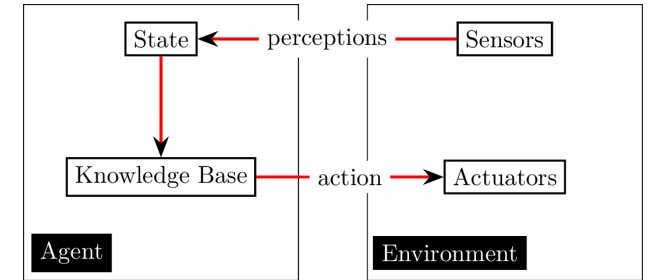 State
perceptions
Sensors
Knowledge Base
action
Actuators
Agent
Environment